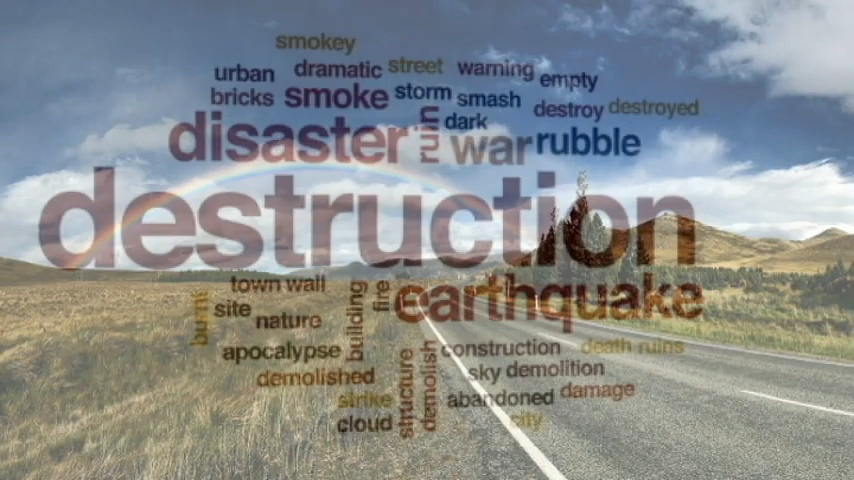 smokey
urban dramatic street warning empty
bricks smoke storm smash destroy destroyed
disaster ruin dark war rubble
destruction
town wall
burnt site building fire earthquake
nature
apocalypse construction death ruins
demolished structure demolish sky demolition
strike abandoned damage
cloud city